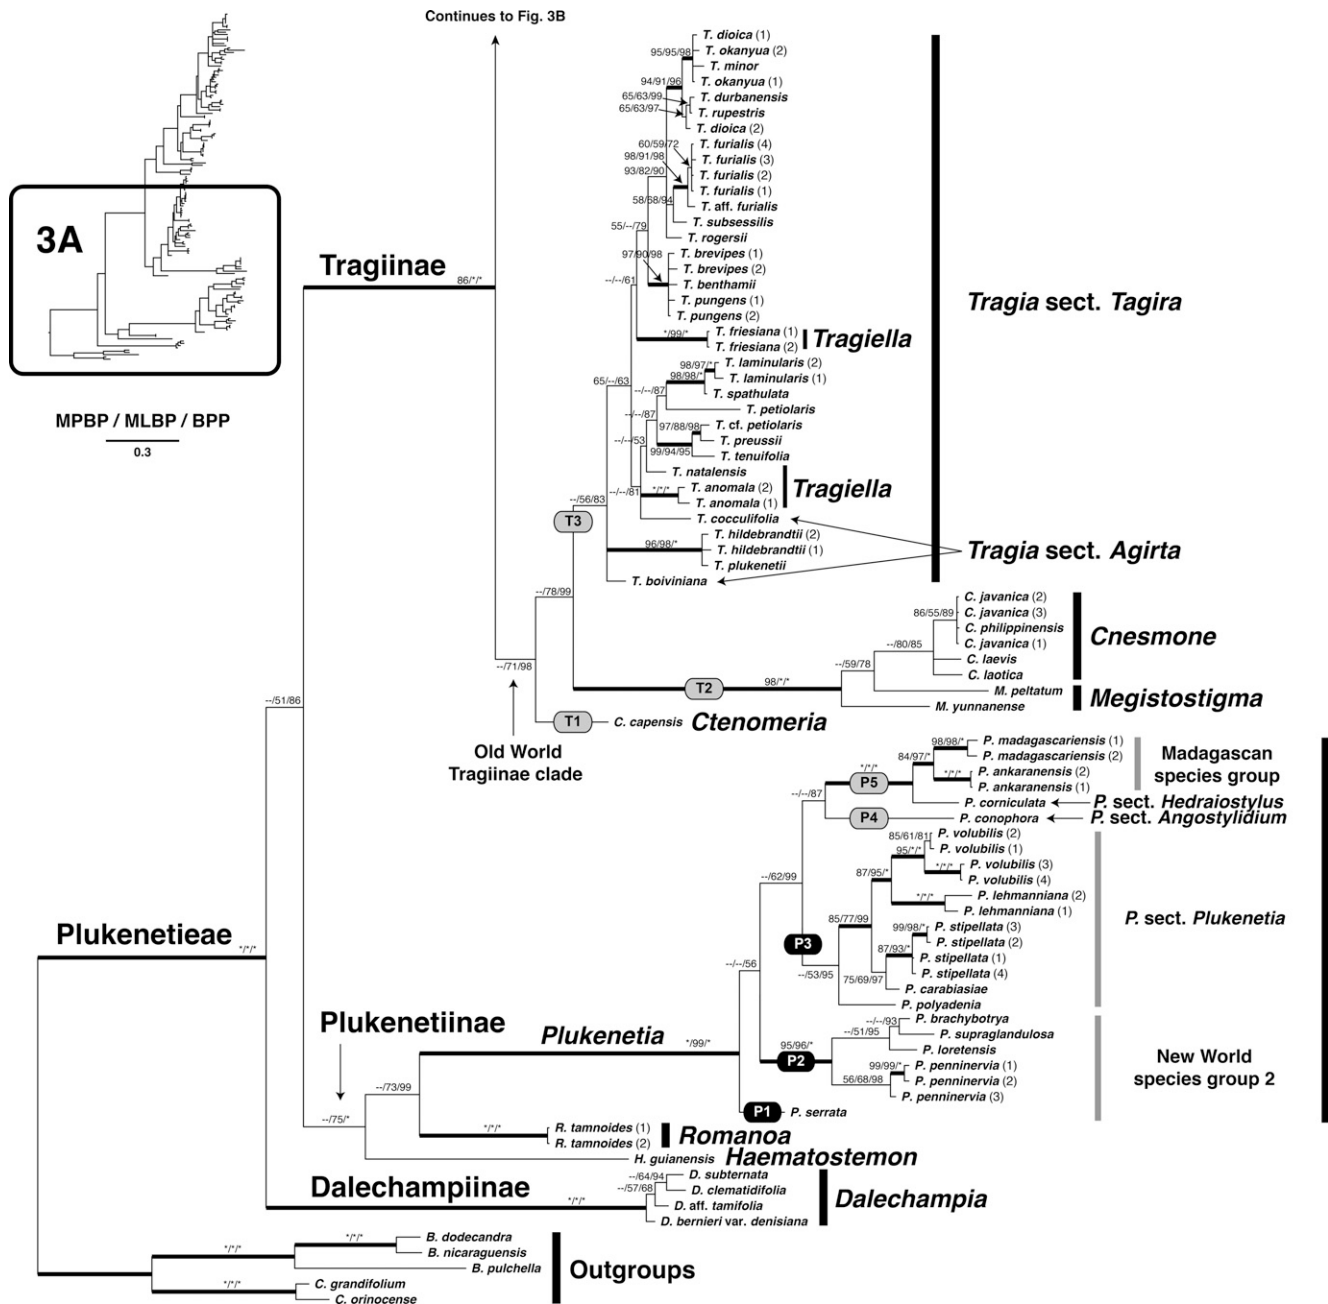 Continues to Fig. 3B
3A
MPBP / MLBP / BPP
0.3
Tragiinae
86/*/*
T. dioica (1)
95/95/98
T. okanyua (2)
T. minor
94/91/96
T. okanyua (1)
65/63/99
T. durbanensis
65/63/97
T. rupestris
T. dioica (2)
60/59/72
T. furialis (4)
98/91/98
T. furialis (3)
93/82/90
T. furialis (2)
T. furialis (1)
58/68/94
T. aff. furialis
T. subsessilis
55/--/79
T. rogersii
97/90/98
T. brevipes (1)
T. brevipes (2)
--/--/61
T. benthamii
T. pungens (1)
T. pungens (2)
Tragia sect. Tagira
*/99/*
T. friesiana (1)
T. friesiana (2)
Tragiella
98/97/*
T. laminularis (2)
65/--/63
98/98/*
T. laminularis (1)
--/--/87
T. spathulata
T. petiolaris
--/--/87
97/88/98
T. cf. petiolaris
--/--/53
T. preussii
99/94/95
T. tenuifolia
T. natalensis
--/--/81
*/*/*
T. anomala (2)
T. anomala (1)
Tragiella
--/56/83
T3
T. cocculifolia
T. hildebrandtii (2)
96/98/*
T. hildebrandtii (1)
T. plukenetii
T. boiviniana
Tragia sect. Agirta
--/78/99
C. javanica (2)
86/55/89
C. javanica (3)
C. philippinensis
C. javanica (1)
--/80/85
C. laevis
--/59/78
C. laotica
Cnesmone
--/71/98
T2
98/*/*
M. peltatum
M. yunnanense
Megistostigma
T1
C. capensis
Ctenomeria
--/51/86
Old World
Tragiinae clade
98/98/*
P. madagascariensis (1)
84/97/*
P. madagascariensis (2)
*/*/*
*/*/*
P. ankaranensis (2)
P5
P. ankaranensis (1)
Madagascan
species group
--/--/87
P. corniculata
P. sect. Hedraiostylus
P4
P. conophora
P. sect. Angostylidium
85/61/81
P. volubilis (2)
95/*/*
P. volubilis (1)
*/*/*
P. volubilis (3)
--/62/99
87/95/*
P. volubilis (4)
*/*/*
P. lehmanniana (2)
P. lehmanniana (1)
85/77/99
99/98/*
P. stipellata (3)
P. stipellata (2)
P3
87/93/*
P. stipellata (1)
--/53/95
75/69/97
P. stipellata (4)
P. carabiasiae
P. polyadenia
P. sect. Plukenetia
--/--/56
--/--/93
P. brachybotrya
--/51/95
P. supraglandulosa
95/96/*
P2
P. loretensis
99/99/*
P. penninervia (1)
56/68/98
P. penninervia (2)
P. penninervia (3)
New World
species group 2
Plukenetieae
*/*/*
Plukenetiinae
Plukenetia
*/99/*
P1
P. serrata
--/73/99
--/75/*
*/*/*
R. tamnoides (1)
R. tamnoides (2)
Romanoa
H. guianensis
Haematostemon
Dalechampiinae
*/*/*
--/64/94
D. subternata
--/57/68
D. clematidifolia
D. aff. tamifolia
D. bernieri var. denisiana
Dalechampia
*/*/*
B. dodecandra
*/*/*
B. nicaraguensis
B. pulchella
*/*/*
C. grandifolium
C. orinocense
Outgroups